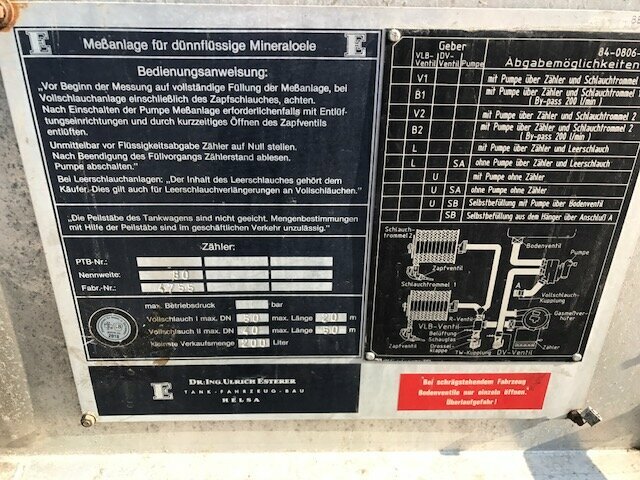 E Meßanlage für dünnflüssige Mineraloele E
Bedienungsanweisung:
„Vor Beginn der Messung auf vollständige Füllung der Meßanlage, bei
Vollschlauchanlage einschließlich des Zapfschlauches, achten.
Nach Einschalten der Pumpe Meßanlage erforderlichenfalls mit Entlüf-
tungseinrichtungen und durch kurzzeitiges Öffnen des Zapfventils
entlüften.
Unmittelbar vor Flüssigkeitsabgabe Zähler auf Null stellen.
Nach Beendigung des Füllvorgangs Zählerstand ablesen.
Pumpe abschalten."
Bei Leerschlauchanlagen: „Der Inhalt des Leerschlauches gehört dem
Käufer. Dies gilt auch für Leerschlauchverlängerungen an Vollschläuchen."
„Die Peilstäbe des Tankwagens sind nicht geeicht. Mengenbestimmungen
mit Hilfe der Peilstäbe sind im geschäftlichen Verkehr unzulässig."
Zähler:
PTB-Nr.:
Nennweite: 80
Fabr.-Nr.: 4755
max. Betriebsdruck bar
Vollschlauch I max. DN 50 max. Länge m
Vollschlauch II max. DN 40 max. Länge 50 m
Kleinste Verkaufsmenge 200 Liter
E
DR.ING.ULRICH ESTERER
TANK-FAHRZEUG-BAU
HELSA
84-0806-
Geber
VLB-Ventil DV-Ventil Pumpe Abgabemöglichkeiten
V1 mit Pumpe über Zähler und Schlauchtrommel
B1 mit Pumpe über Zähler und Schlauchtrommel 1
(By-pass 200 l/min)
V2 mit Pumpe über Zähler und Schlauchtrommel 2
B2 mit Pumpe über Zähler und Schlauchtrommel
(By-pass 200 l/min)
L mit Pumpe über Zähler und Leerschlauch
L SA ohne Pumpe über Zähler und Leerschlauch
U mit Pumpe ohne Zähler
U SA ohne Pumpe ohne Zähler
U SB Selbstbefüllung mit Pumpe über Bodenventil
SB Selbstbefüllung aus dem Hänger über Anschluß A
Schlauch-
trommel 2
Bodenventil
Pumpe
Zapfventil
A
Schlauchtrommel 1
Vollschlauch-
Kupplung
R-Ventil
Gasmeßver-
hüter
VLB-Ventil
Belüftung
Schauglas
Zapfventil
Drossel-
klappe
TW-Kupplung
DV-Ventil
Zähler
Bei schrägstehendem Fahrzeug
Bodenventile nur einzeln öffnen.
Überlaufgefahr!